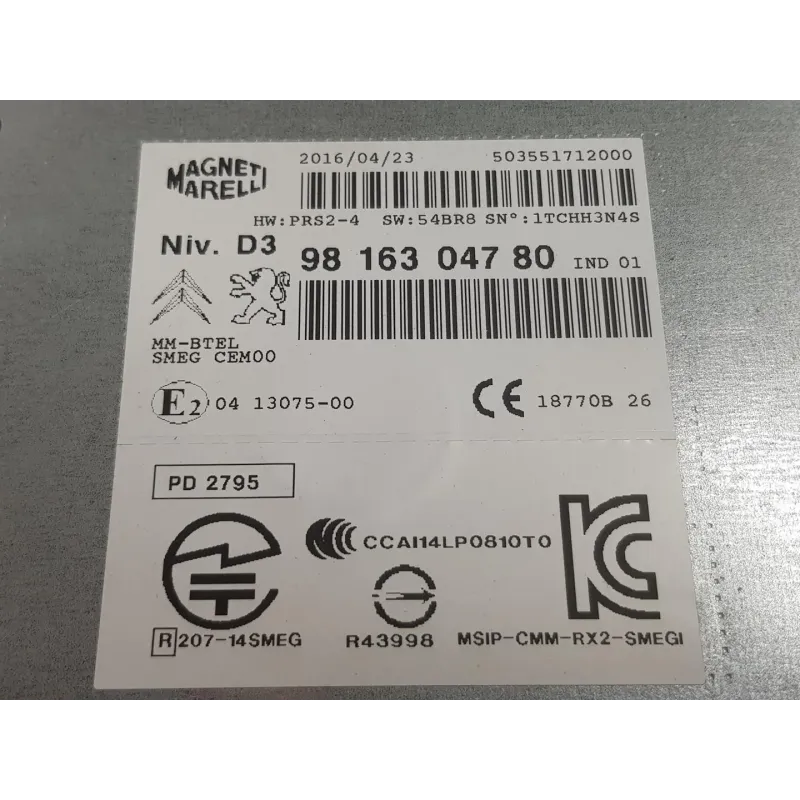 MAGNETI MARELLI
2016/04/23 503551712000
HW:PRS2-4 SW:54BR8 SN°:1TCHH3N4S
Niv. D3 98 163 047 80 IND 01
MM-BTEL
SMEG CEM00
E2 04 13075-00 CE 18770B 26
PD 2795
CCAI14LP0810T0
R 207-14SMEG R43998 MSIP-CMM-RX2-SMEGI